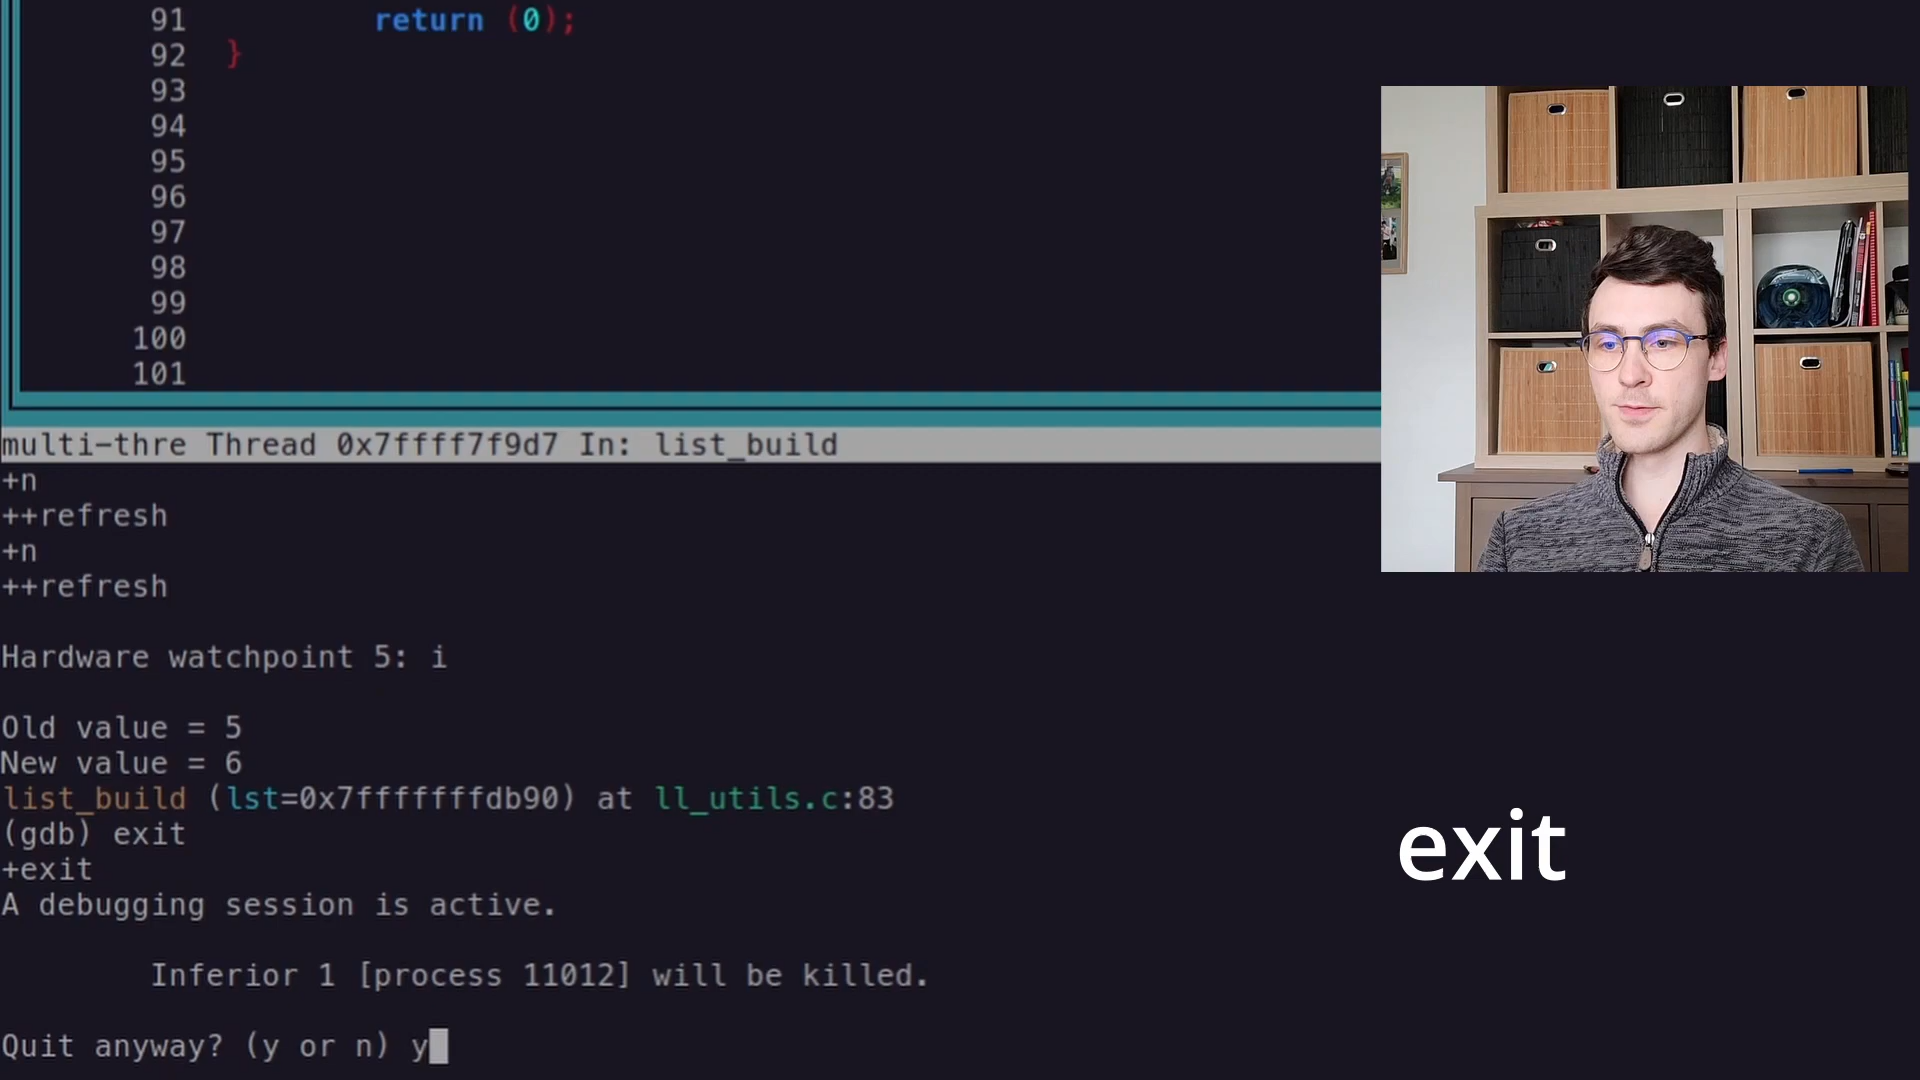 91 return (0);
92 }
93
94
95
96
97
98
99
100
101
multi-thre Thread 0x7ffff7f9d7 In: list_build
+n
++refresh
+n
++refresh
Hardware watchpoint 5: i
Old value = 5
New value = 6
list_build (lst=0x7fffffffdb90) at ll_utils.c:83
(gdb) exit
+exit
A debugging session is active.
Inferior 1 [process 11012] will be killed.
Quit anyway? (y or n) y
exit